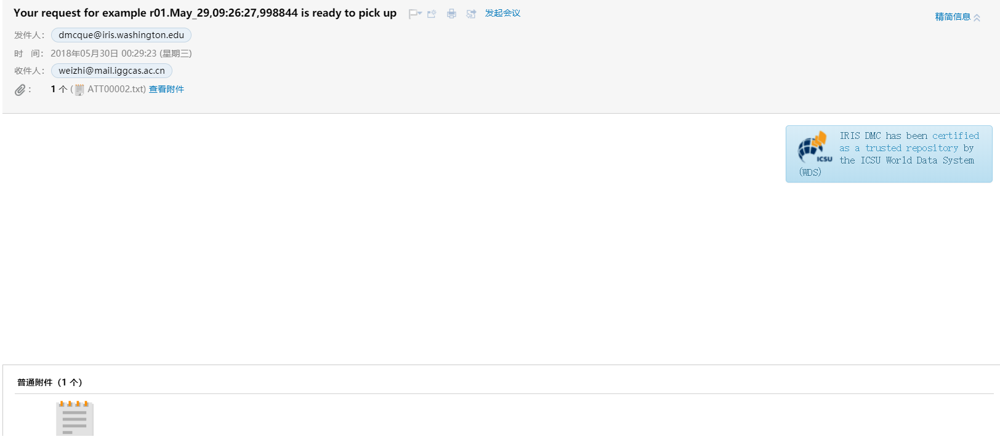 Your request for example r01.May_29,09:26:27,998844 is ready to pick up 发起会议
精简信息
发件人： dmcque@iris.washington.edu
时 间： 2018年05月30日 00:29:23 (星期三)
收件人： weizhi@mail.iggcas.ac.cn
： 1 个 ( ATT00002.txt) 查看附件
ICSU
IRIS DMC has been certified
as a trusted repository by
the ICSU World Data System
(WDS)
普通附件（1 个）